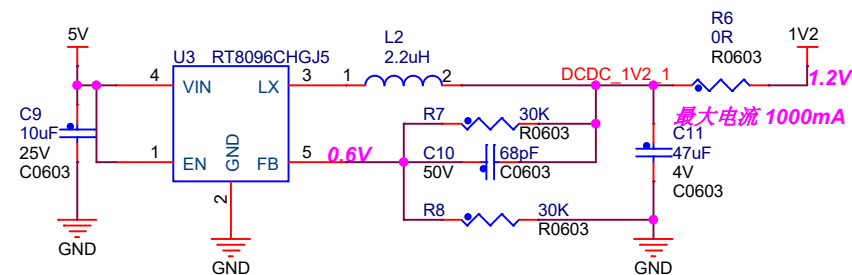 5V
U3 RT8096CHGJ5
4 VIN LX 3
1 EN GND FB 5
2
C9
10uF
25V
C0603
GND
GND
L2
2.2uH
1 2
DCDC_1V2_1
R6
0R
R0603
1V2
1.2V
最大电流 1000mA
0.6V
R7 30K
R0603
C10 68pF
50V C0603
R8 30K
R0603
C11
47uF
4V
C0603
GND